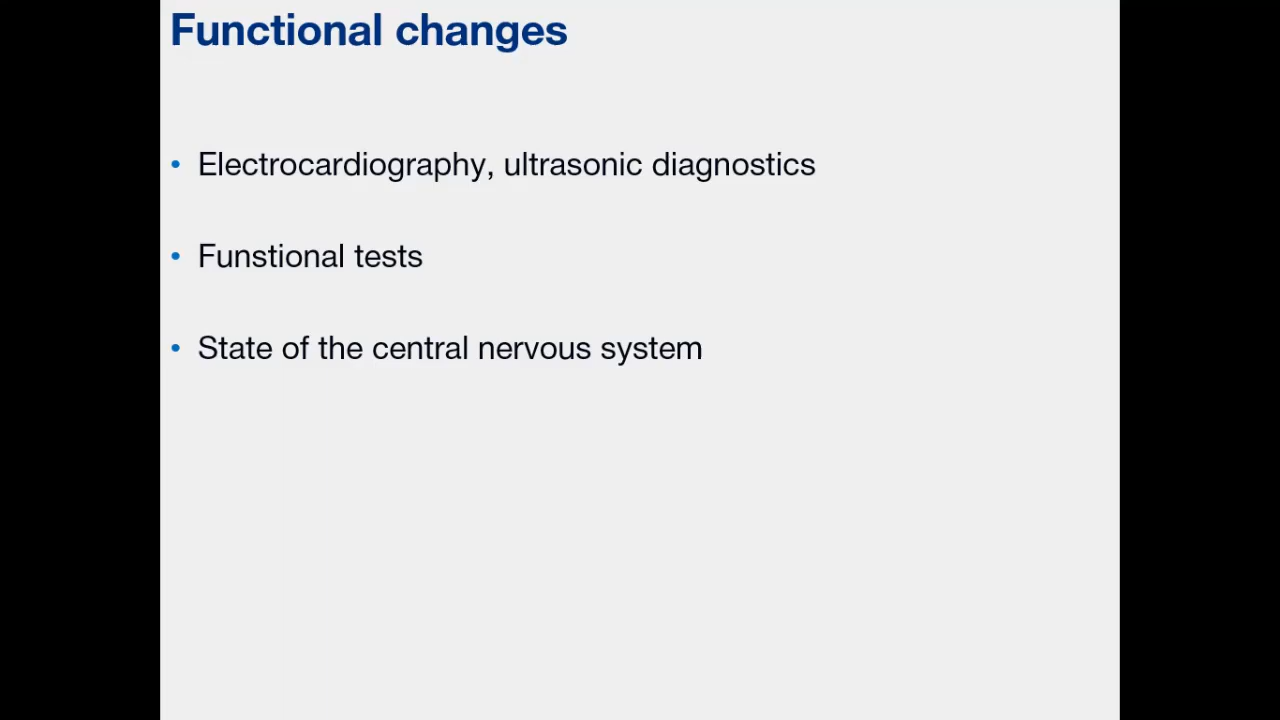 Functional changes
• Electrocardiography, ultrasonic diagnostics
• Funstional tests
• State of the central nervous system